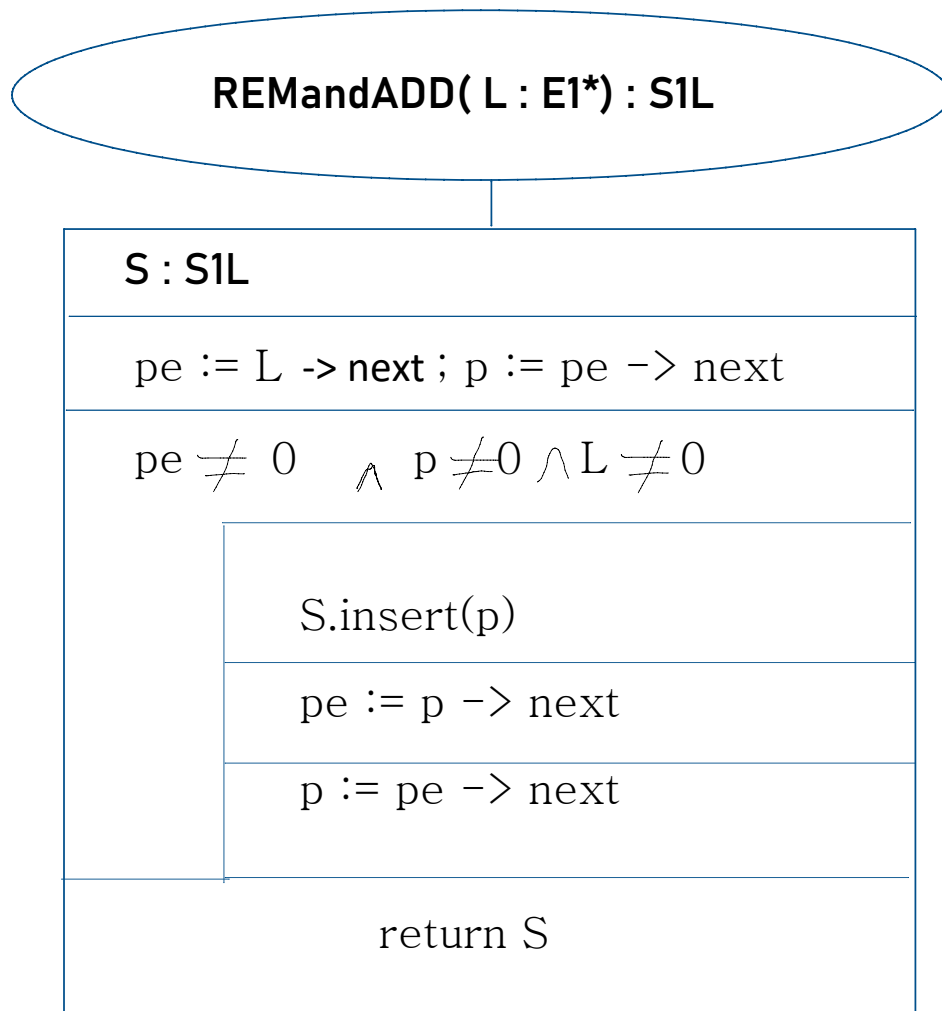 REMandADD( L : E1*) : S1L
S : S1L
pe := L -> next ; p := pe -> next
pe ≠ 0 ∧ p ≠0 ∧ L ≠ 0
S.insert(p)
pe := p -> next
p := pe -> next
return S